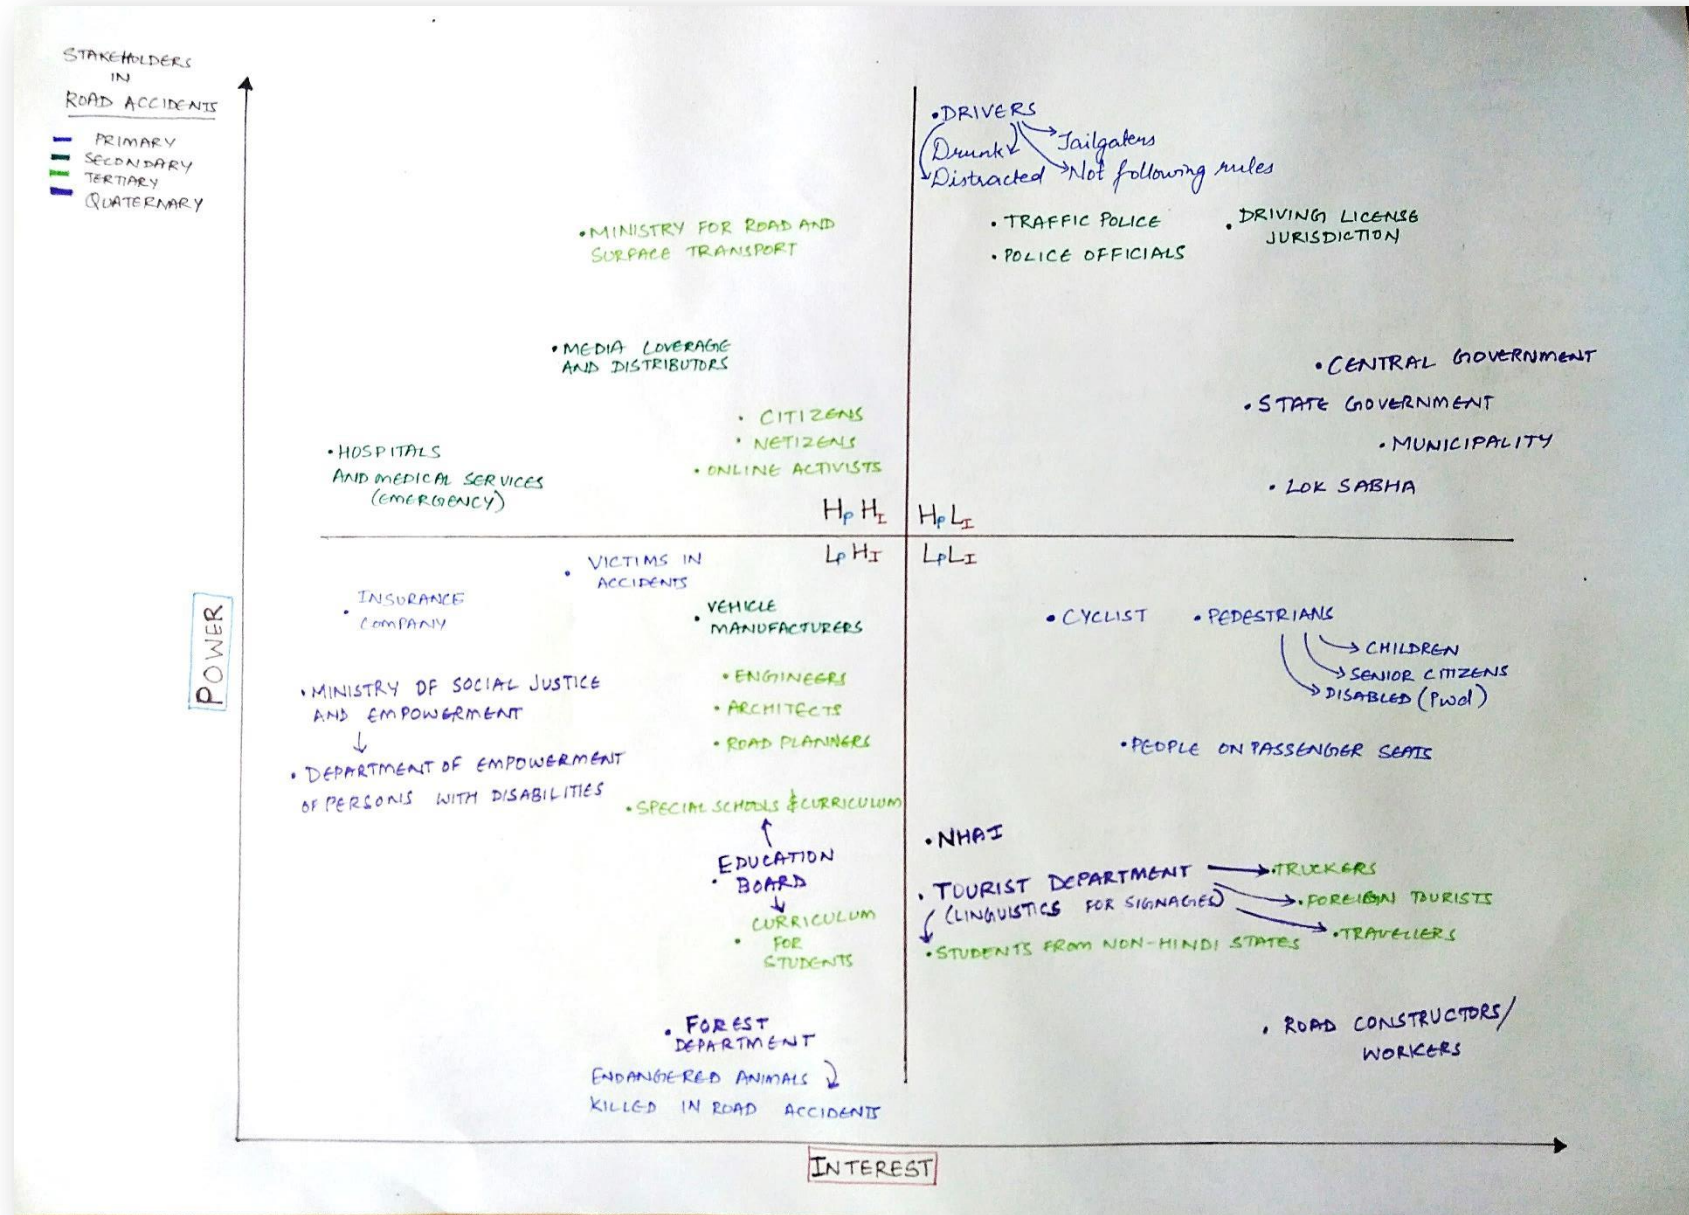 STAKEHOLDERS
IN
ROAD ACCIDENTS
PRIMARY
SECONDARY
TERTIARY
QUATERNARY
• DRIVERS
Drunk
Tailgaters
Distracted
Not following rules
• MINISTRY FOR ROAD AND
SURFACE TRANSPORT
• TRAFFIC POLICE
• POLICE OFFICIALS
• DRIVING LICENSE
JURISDICTION
• MEDIA COVERAGE
AND DISTRIBUTORS
• CITIZENS
• NETIZENS
• ONLINE ACTIVISTS
• HOSPITALS
AND MEDICAL SERVICES
(EMERGENCY)
• CENTRAL GOVERNMENT
• STATE GOVERNMENT
• MUNICIPALITY
• LOK SABHA
HP HI
HP LI
LP HI
LP LI
• VICTIMS IN
ACCIDENTS
• INSURANCE
COMPANY
• VEHICLE
MANUFACTURERS
• MINISTRY OF SOCIAL JUSTICE
AND EMPOWERMENT
• DEPARTMENT OF EMPOWERMENT
OF PERSONS WITH DISABILITIES
• ENGINEERS
• ARCHITECTS
• ROAD PLANNERS
• SPECIAL SCHOOLS & CURRICULUM
• EDUCATION
BOARD
• CURRICULUM
FOR
STUDENTS
• FOREST
DEPARTMENT
ENDANGERED ANIMALS
KILLED IN ROAD ACCIDENTS
• CYCLIST
• PEDESTRIANS
CHILDREN
SENIOR CITIZENS
DISABLED (Pwd)
• PEOPLE ON PASSENGER SEATS
• NHAI
• TOURIST DEPARTMENT
(LINGUISTICS FOR SIGNAGES)
• TRUCKERS
• FOREIGN TOURISTS
• TRAVELLERS
• STUDENTS FROM NON-HINDI STATES
• ROAD CONSTRUCTORS/
WORKERS
POWER
INTEREST